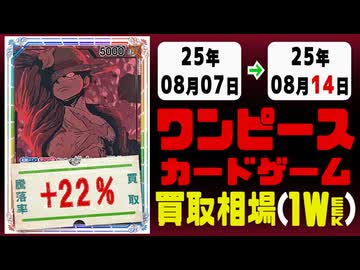 5000
+22%
騰落率
買取
25年
08月07日
25年
08月14日
ワンピース
カードゲーム
買取相場(1WEEK)